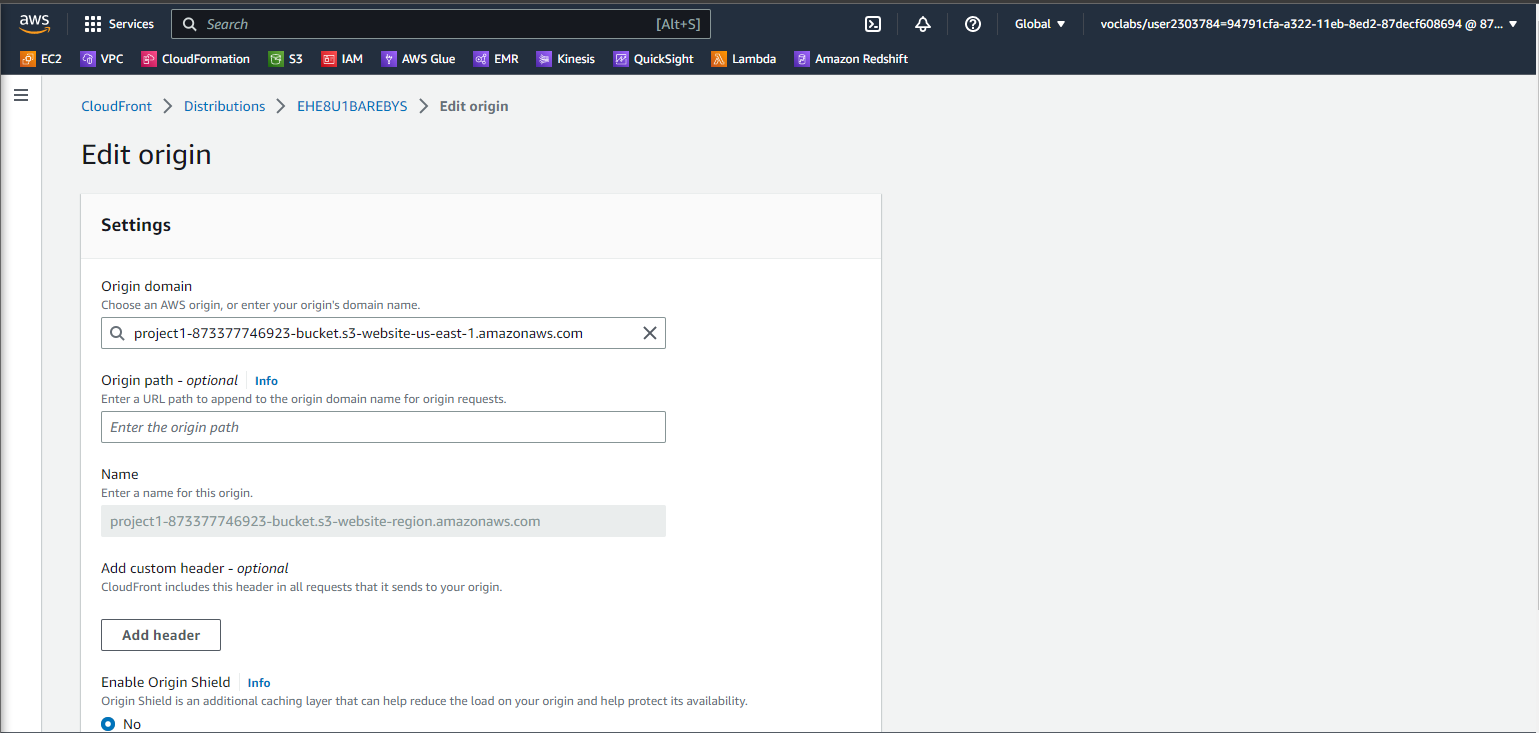 aws Services Search [Alt+S] Global voclabs/user2303784=94791cfa-a322-11eb-8ed2-87decf608694 @ 87...
EC2 VPC CloudFormation S3 IAM AWS Glue EMR Kinesis QuickSight Lambda Amazon Redshift
CloudFront Distributions EHE8U1BAREBYS Edit origin
Edit origin
Settings
Origin domain
Choose an AWS origin, or enter your origin's domain name.
project1-873377746923-bucket.s3-website-us-east-1.amazonaws.com
Origin path - optional Info
Enter a URL path to append to the origin domain name for origin requests.
Enter the origin path
Name
Enter a name for this origin.
project1-873377746923-bucket.s3-website-region.amazonaws.com
Add custom header - optional
CloudFront includes this header in all requests that it sends to your origin.
Add header
Enable Origin Shield Info
Origin Shield is an additional caching layer that can help reduce the load on your origin and help protect its availability.
No